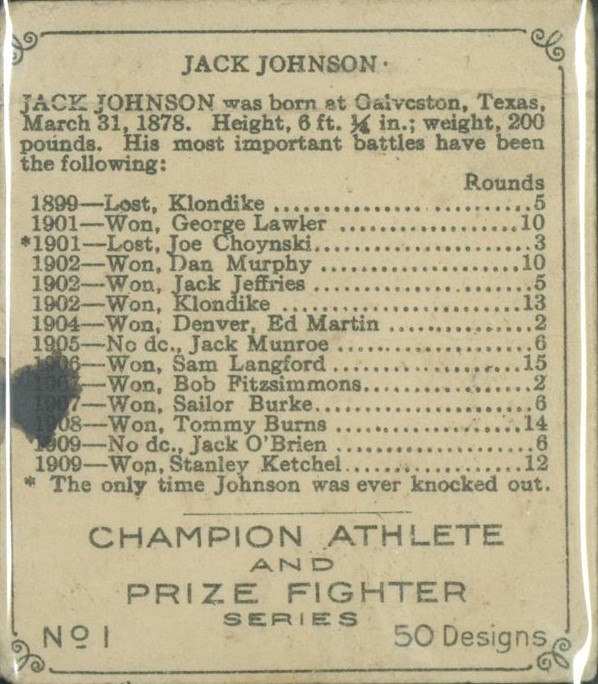 JACK JOHNSON.
JACK JOHNSON was born at Galveston, Texas,
March 31, 1878. Height, 6 ft. ¼ in.; weight, 200
pounds. His most important battles have been
the following:
Rounds
1899—Lost, Klondike ..............................5
1901—Won, George Lawler ....................10
*1901—Lost, Joe Choynski........................3
1902—Won, Dan Murphy ......................10
1902—Won, Jack Jeffries ........................5
1902—Won, Klondike ............................13
1904—Won, Denver, Ed Martin ..............2
1905—No dc., Jack Munroe ....................6
1906—Won, Sam Langford ....................15
1907—Won, Bob Fitzsimmons..................2
1907—Won, Sailor Burke........................6
1908—Won, Tommy Burns ....................14
1909—No dc., Jack O'Brien ....................6
1909—Won, Stanley Ketchel....................12
* The only time Johnson was ever knocked out.
CHAMPION ATHLETE
AND
PRIZE FIGHTER
SERIES
No 1 50 Designs